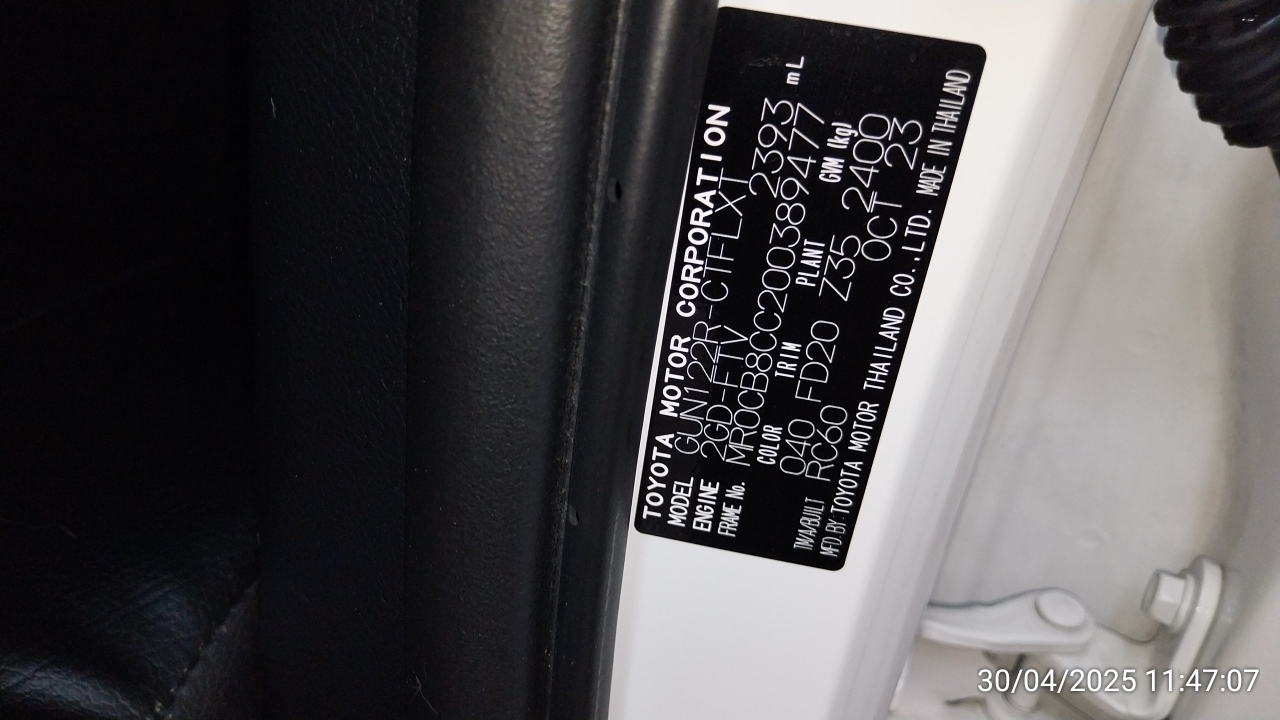 TOYOTA MOTOR CORPORATION
MODEL GUN122R-CTFLXT
ENGINE 2GD-FTV 2393 mL
FRAME No. MR0CB8CC200389477
COLOR TRIM PLANT GVM (kg)
040 FD20 Z35 2400
TM/A/BUILT RC60 OCT 23
MFD.BY:TOYOTA MOTOR THAILAND CO.,LTD. MADE IN THAILAND
30/04/2025 11:47:07